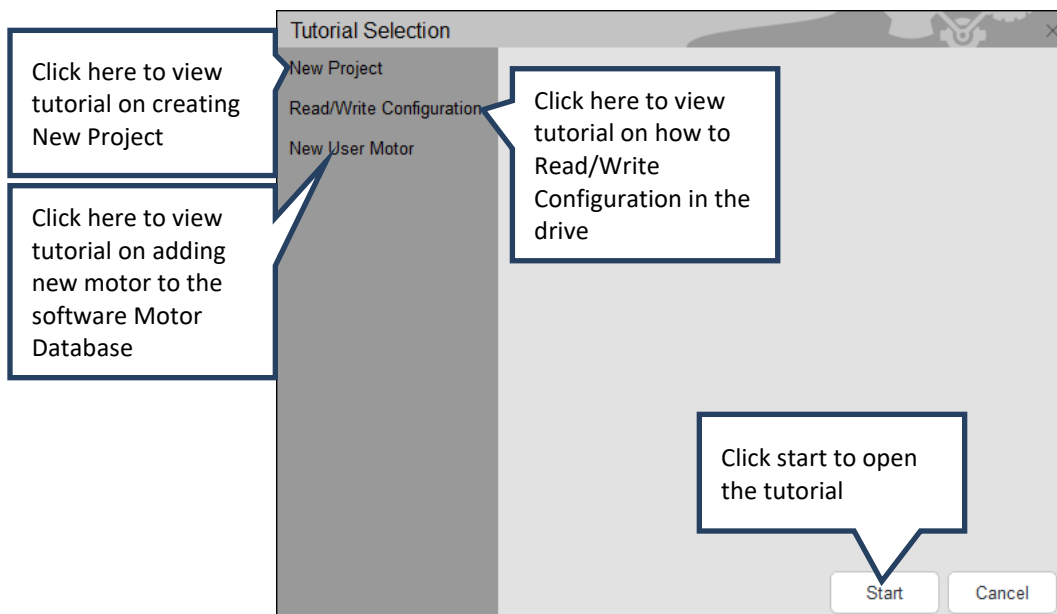 Tutorial Selection
New Project
Read/Write Configuration
New User Motor
Click here to view
tutorial on creating
New Project
Click here to view
tutorial on adding
new motor to the
software Motor
Database
Click here to view
tutorial on how to
Read/Write
Configuration in the
drive
Click start to open
the tutorial
Start
Cancel